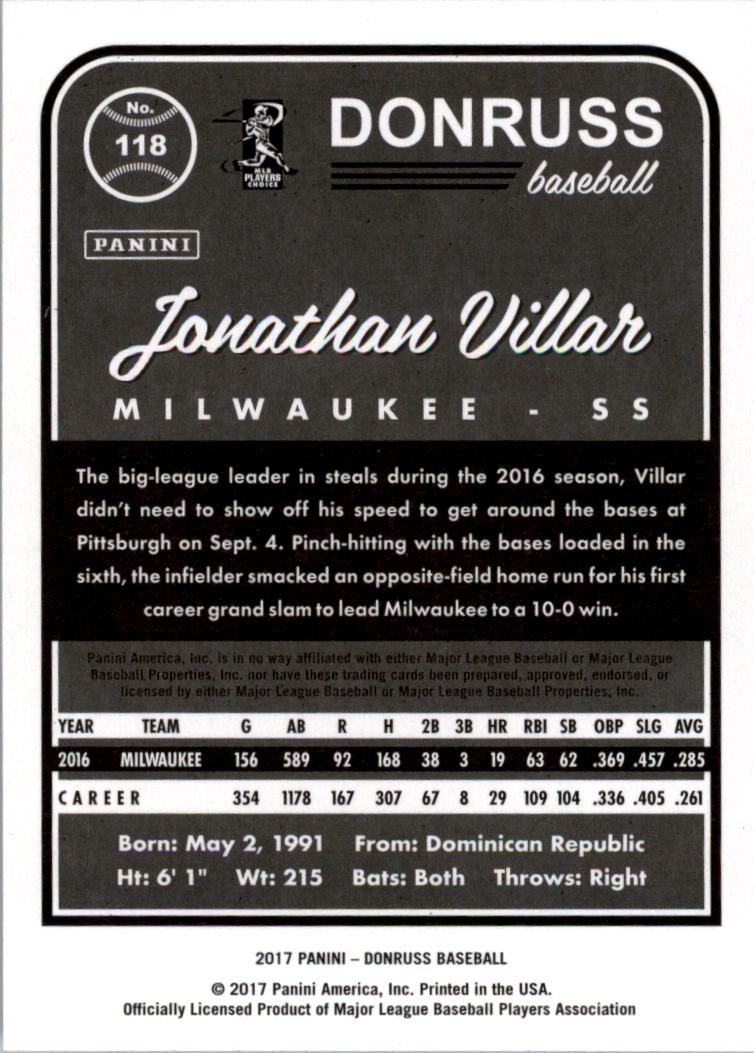 No.
118
MLB
PLAYERS
CHOICE
DONRUSS
baseball
PANINI
Jonathan Villar
MILWAUKEE - SS
The big-league leader in steals during the 2016 season, Villar
didn't need to show off his speed to get around the bases at
Pittsburgh on Sept. 4. Pinch-hitting with the bases loaded in the
sixth, the infielder smacked an opposite-field home run for his first
career grand slam to lead Milwaukee to a 10-0 win.
Panini America, Inc. is in no way affiliated with either Major League Baseball or Major League
Baseball Properties, Inc. nor have these trading cards been prepared, approved, endorsed, or
licensed by either Major League Baseball or Major League Baseball Properties, Inc.
YEAR TEAM G AB R H 2B 3B HR RBI SB OBP SLG AVG
2016 MILWAUKEE 156 589 92 168 38 3 19 63 62 .369 .457 .285
CAREER 354 1178 167 307 67 8 29 109 104 .336 .405 .261
Born: May 2, 1991 From: Dominican Republic
Ht: 6' 1" Wt: 215 Bats: Both Throws: Right
2017 PANINI – DONRUSS BASEBALL
© 2017 Panini America, Inc. Printed in the USA.
Officially Licensed Product of Major League Baseball Players Association